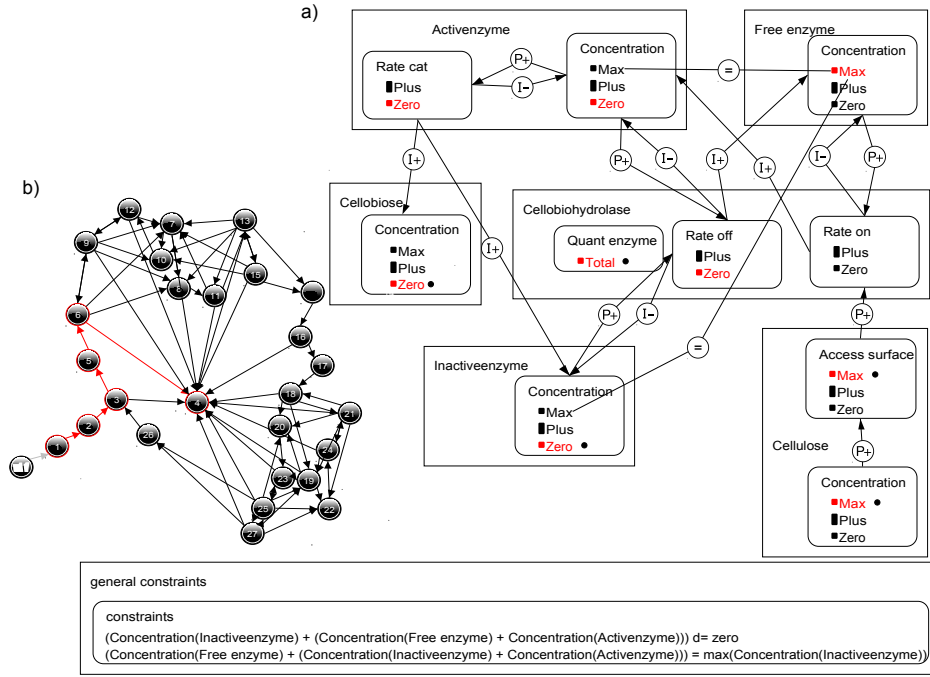 a)
Activenzyme
Rate cat
Plus
Zero
P+
I−
Concentration
Max
Plus
Zero
=
Free enzyme
Concentration
Max
Plus
Zero
I+
P+
I−
I+
I+
I−
P+
b)
Cellobiose
Concentration
Max
Plus
Zero
I+
Cellobiohydrolase
Quant enzyme
Total
Rate off
Plus
Zero
Rate on
Plus
Zero
P+
I−
P+
=
Inactiveenzyme
Concentration
Max
Plus
Zero
Access surface
Max
Plus
Zero
Cellulose
P+
Concentration
Max
Plus
Zero
12
7
13
9
10
15
8
11
6
16
5
17
3
4
18
21
2
20
26
1
24
23
19
25
22
27
general constraints
constraints
(Concentration(Inactiveenzyme) + (Concentration(Free enzyme) + Concentration(Activenzyme))) d= zero
(Concentration(Free enzyme) + (Concentration(Inactiveenzyme) + Concentration(Activenzyme))) = max(Concentration(Inactiveenzyme))